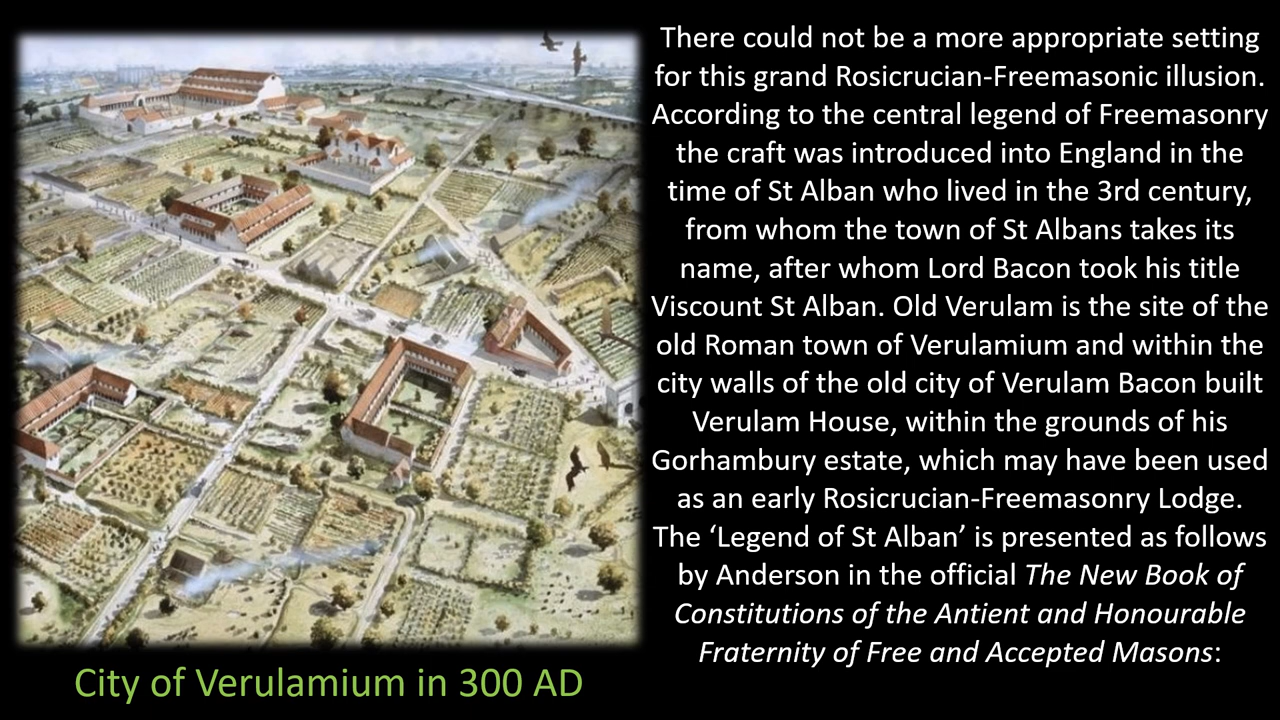 There could not be a more appropriate setting
for this grand Rosicrucian-Freemasonic illusion.
According to the central legend of Freemasonry
the craft was introduced into England in the
time of St Alban who lived in the 3rd century,
from whom the town of St Albans takes its
name, after whom Lord Bacon took his title
Viscount St Alban. Old Verulam is the site of the
old Roman town of Verulamium and within the
city walls of the old city of Verulam Bacon built
Verulam House, within the grounds of his
Gorhambury estate, which may have been used
as an early Rosicrucian-Freemasonry Lodge.
The ‘Legend of St Alban’ is presented as follows
by Anderson in the official The New Book of
Constitutions of the Antient and Honourable
Fraternity of Free and Accepted Masons:
City of Verulamium in 300 AD